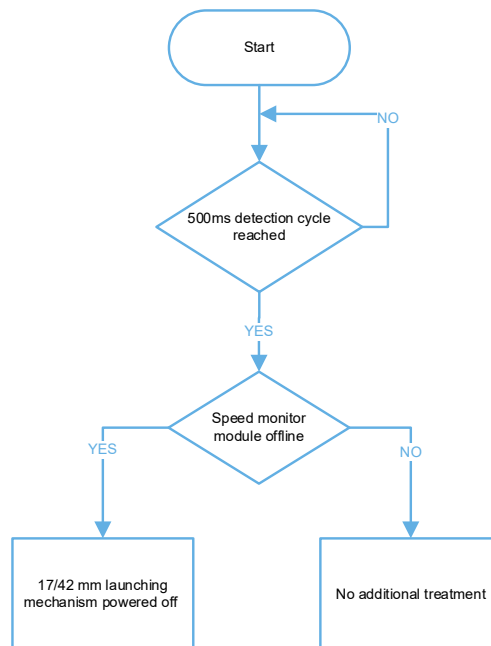 Start
NO
500ms detection cycle
reached
YES
Speed monitor
module offline
YES
NO
17/42 mm launching
mechanism powered off
No additional treatment